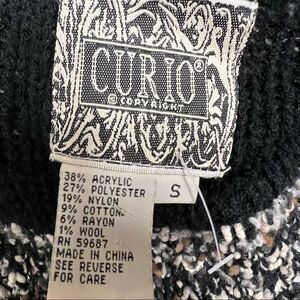 CURIO®
© COPYRIGHT
38% ACRYLIC
27% POLYESTER
19% NYLON
9% COTTON
6% RAYON
1% WOOL
RN 59687
MADE IN CHINA
SEE REVERSE
FOR CARE
S